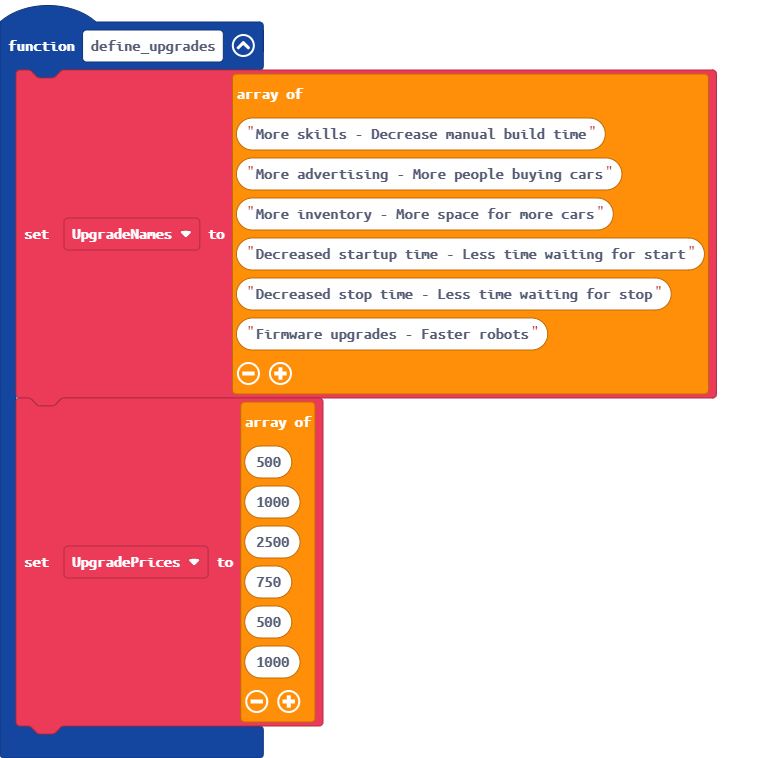 function define_upgrades
array of
"More skills - Decrease manual build time"
"More advertising - More people buying cars"
"More inventory - More space for more cars"
set UpgradeNames to
"Decreased startup time - Less time waiting for start"
"Decreased stop time - Less time waiting for stop"
"Firmware upgrades - Faster robots"
array of
500
1000
2500
set UpgradePrices to
750
500
1000